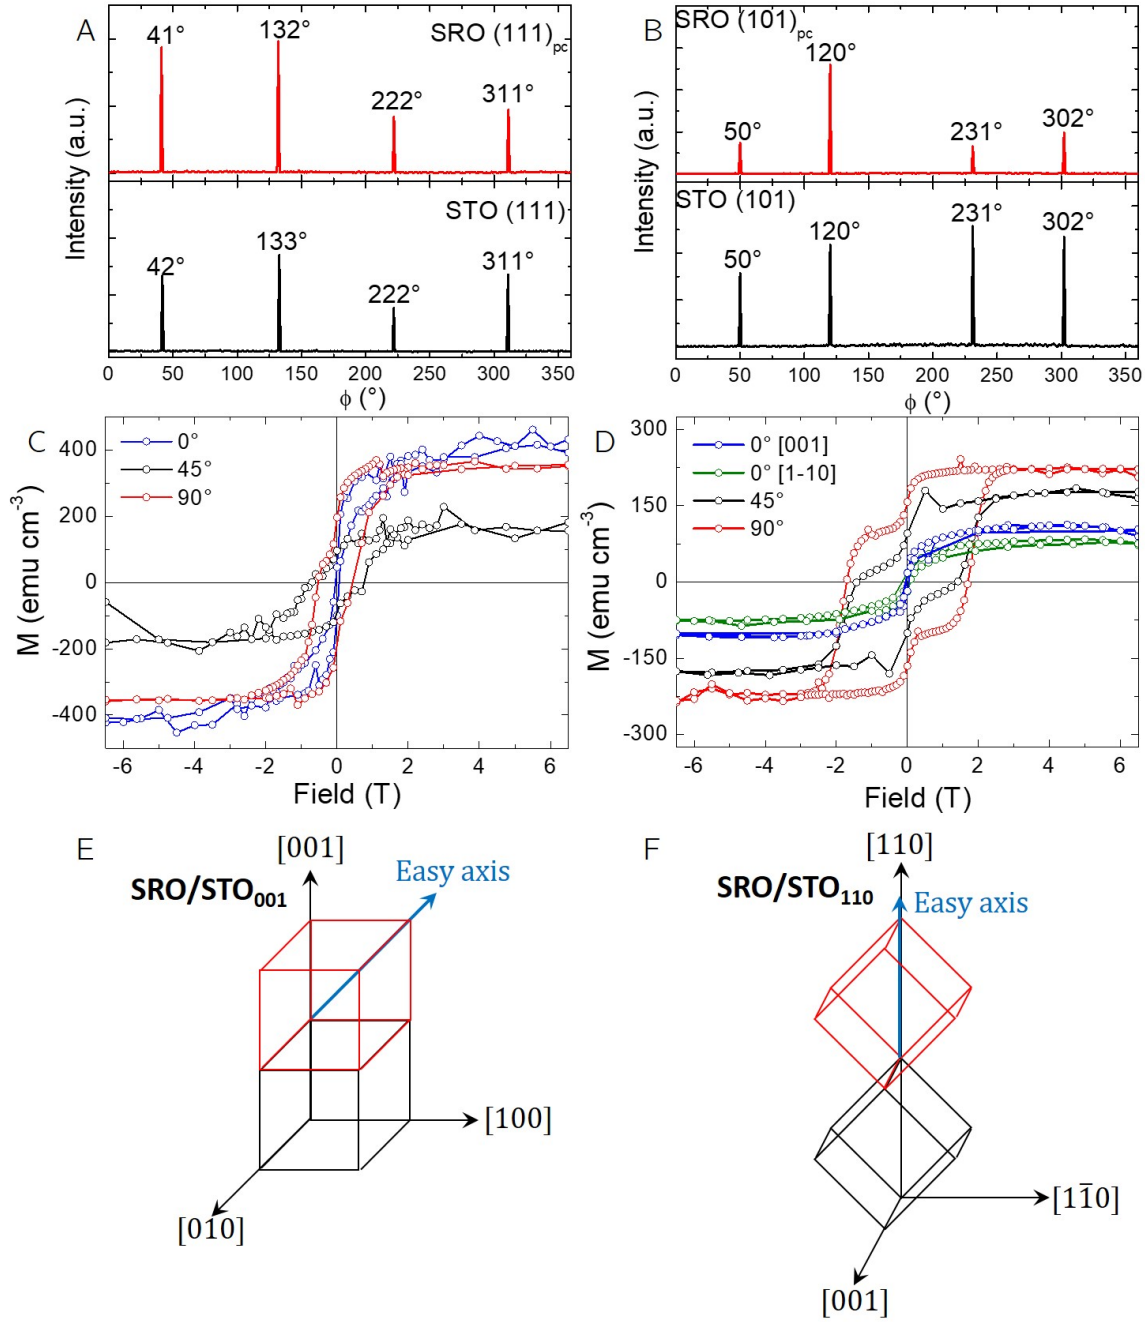 A
SRO (111)pc
41°
132°
222°
311°
STO (111)
42°
133°
222°
311°
Intensity (a.u.)
0 50 100 150 200 250 300 350
ϕ (°)
B
SRO (101)pc
50°
120°
231°
302°
STO (101)
50°
120°
231°
302°
Intensity (a.u.)
0 50 100 150 200 250 300 350
ϕ (°)
C
0°
45°
90°
400
200
0
-200
-400
M (emu cm-3)
-6 -4 -2 0 2 4 6
Field (T)
D
0° [001]
0° [1-10]
45°
90°
300
150
0
-150
-300
M (emu cm-3)
-6 -4 -2 0 2 4 6
Field (T)
E
[001]
SRO/STO001
Easy axis
[100]
[010]
F
[110]
SRO/STO110
Easy axis
[11̄0]
[001]